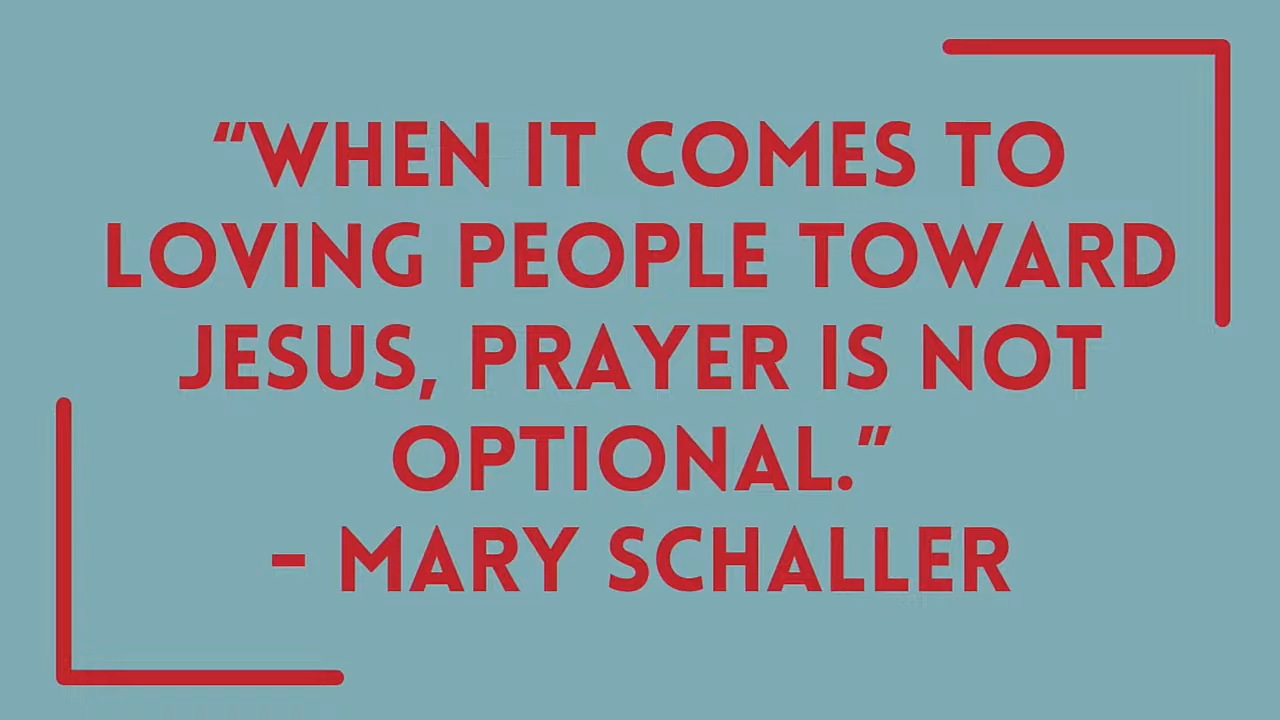 “WHEN IT COMES TO
LOVING PEOPLE TOWARD
JESUS, PRAYER IS NOT
OPTIONAL.”
- MARY SCHALLER